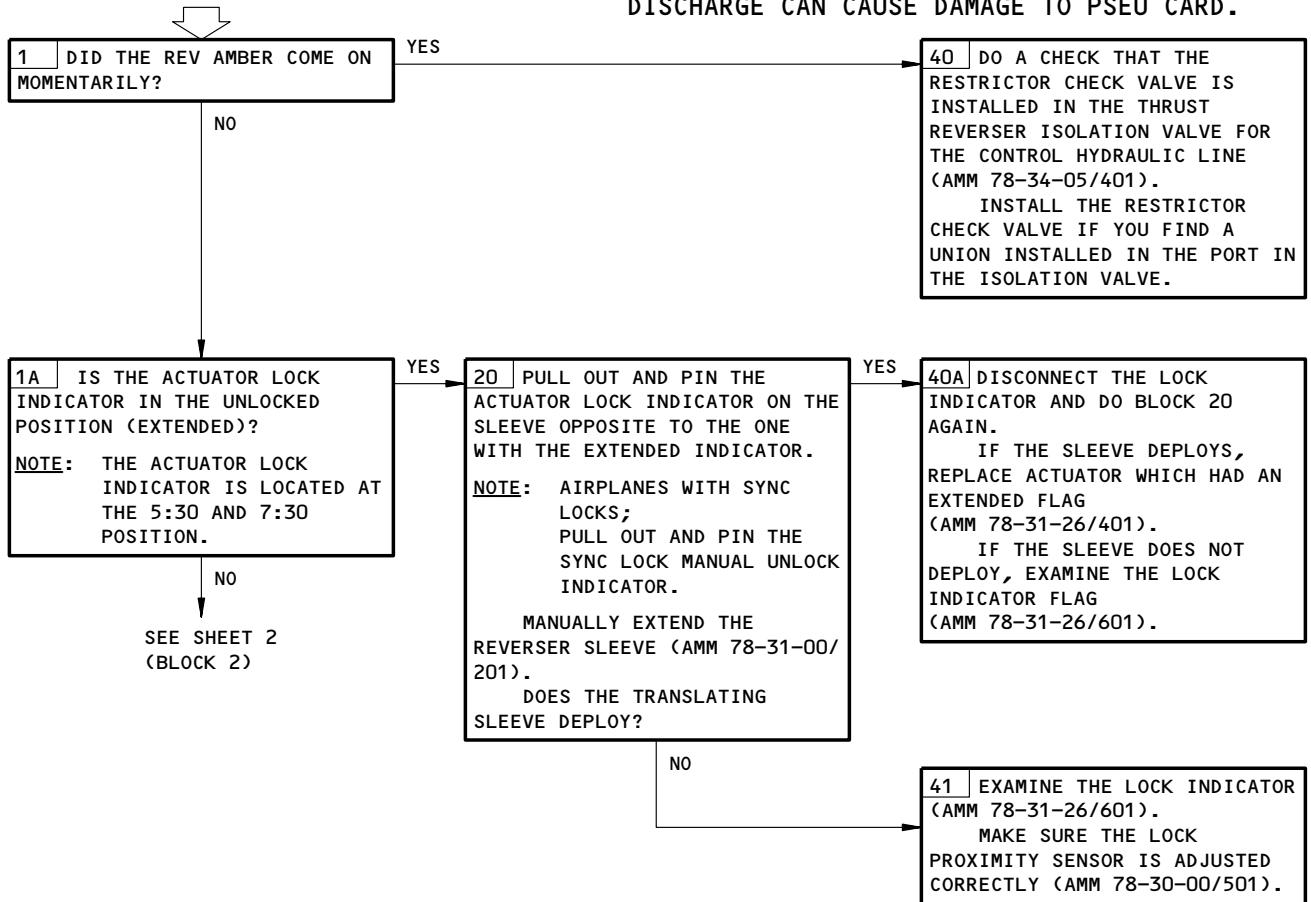 DISCHARGE CAN CAUSE DAMAGE TO PSEU CARD.
1 DID THE REV AMBER COME ON
MOMENTARILY?
YES
NO
40 DO A CHECK THAT THE
RESTRICTOR CHECK VALVE IS
INSTALLED IN THE THRUST
REVERSER ISOLATION VALVE FOR
THE CONTROL HYDRAULIC LINE
(AMM 78-34-05/401).
INSTALL THE RESTRICTOR
CHECK VALVE IF YOU FIND A
UNION INSTALLED IN THE PORT IN
THE ISOLATION VALVE.
1A IS THE ACTUATOR LOCK
INDICATOR IN THE UNLOCKED
POSITION (EXTENDED)?
NOTE: THE ACTUATOR LOCK
INDICATOR IS LOCATED AT
THE 5:30 AND 7:30
POSITION.
YES
NO
SEE SHEET 2
(BLOCK 2)
20 PULL OUT AND PIN THE
ACTUATOR LOCK INDICATOR ON THE
SLEEVE OPPOSITE TO THE ONE
WITH THE EXTENDED INDICATOR.
NOTE: AIRPLANES WITH SYNC
LOCKS;
PULL OUT AND PIN THE
SYNC LOCK MANUAL UNLOCK
INDICATOR.
MANUALLY EXTEND THE
REVERSER SLEEVE (AMM 78-31-00/
201).
DOES THE TRANSLATING
SLEEVE DEPLOY?
YES
NO
40A DISCONNECT THE LOCK
INDICATOR AND DO BLOCK 20
AGAIN.
IF THE SLEEVE DEPLOYS,
REPLACE ACTUATOR WHICH HAD AN
EXTENDED FLAG
(AMM 78-31-26/401).
IF THE SLEEVE DOES NOT
DEPLOY, EXAMINE THE LOCK
INDICATOR FLAG
(AMM 78-31-26/601).
41 EXAMINE THE LOCK INDICATOR
(AMM 78-31-26/601).
MAKE SURE THE LOCK
PROXIMITY SENSOR IS ADJUSTED
CORRECTLY (AMM 78-30-00/501).